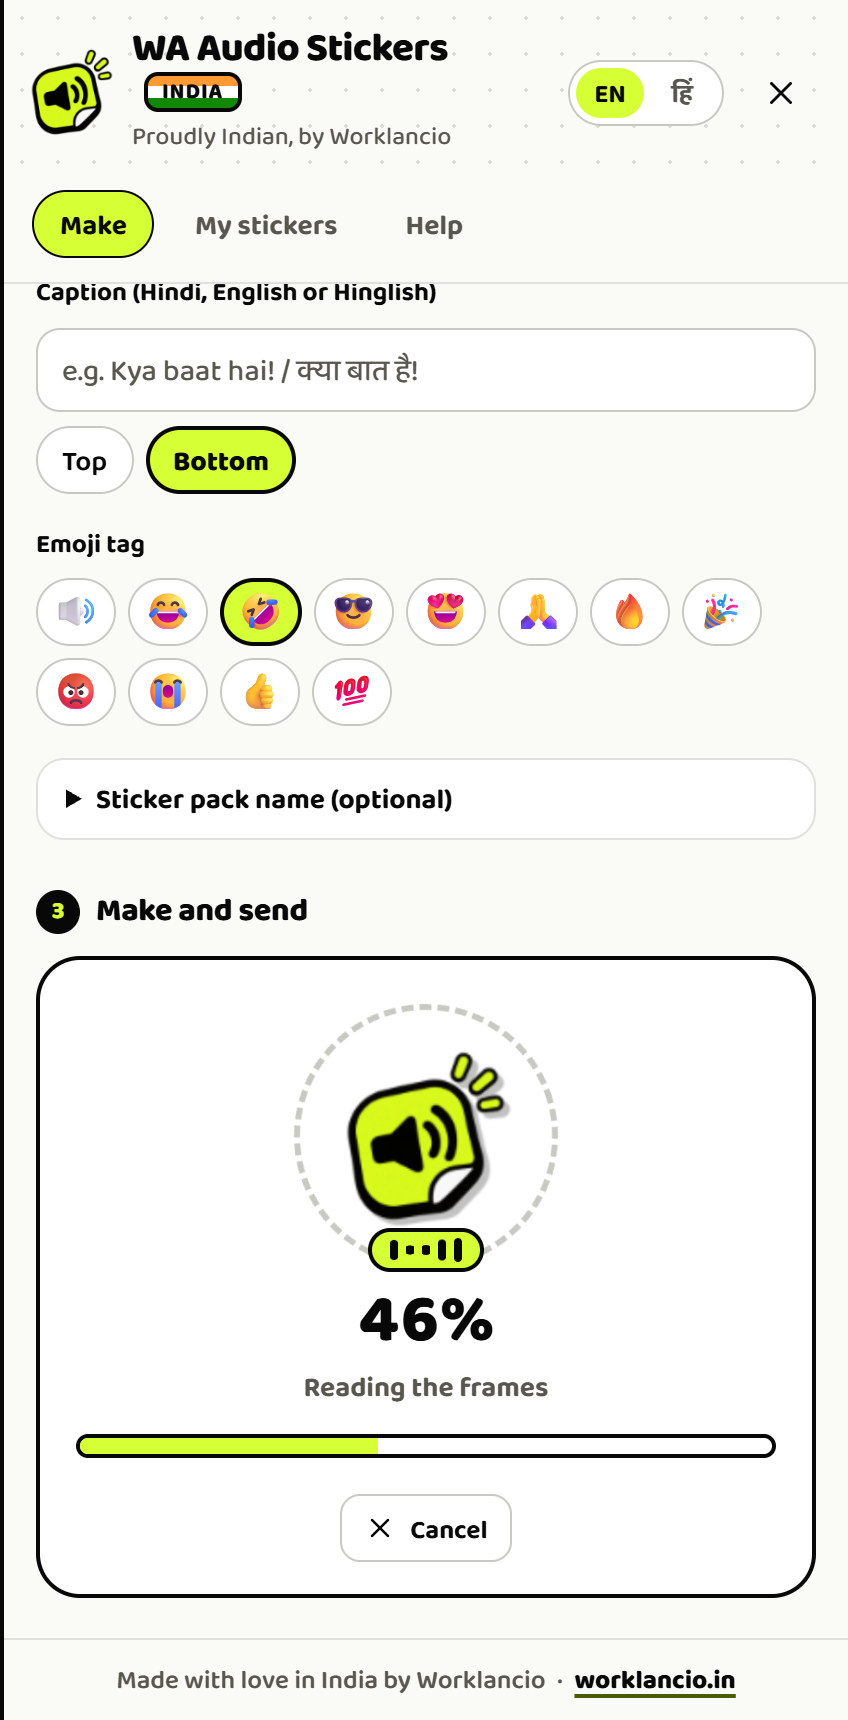 WA Audio Stickers
INDIA
Proudly Indian, by Worklancio
EN
हिं
Make
My stickers
Help
Caption (Hindi, English or Hinglish)
e.g. Kya baat hai! / क्या बात है!
Top
Bottom
Emoji tag
100
Sticker pack name (optional)
3
Make and send
46%
Reading the frames
Cancel
Made with love in India by Worklancio · worklancio.in